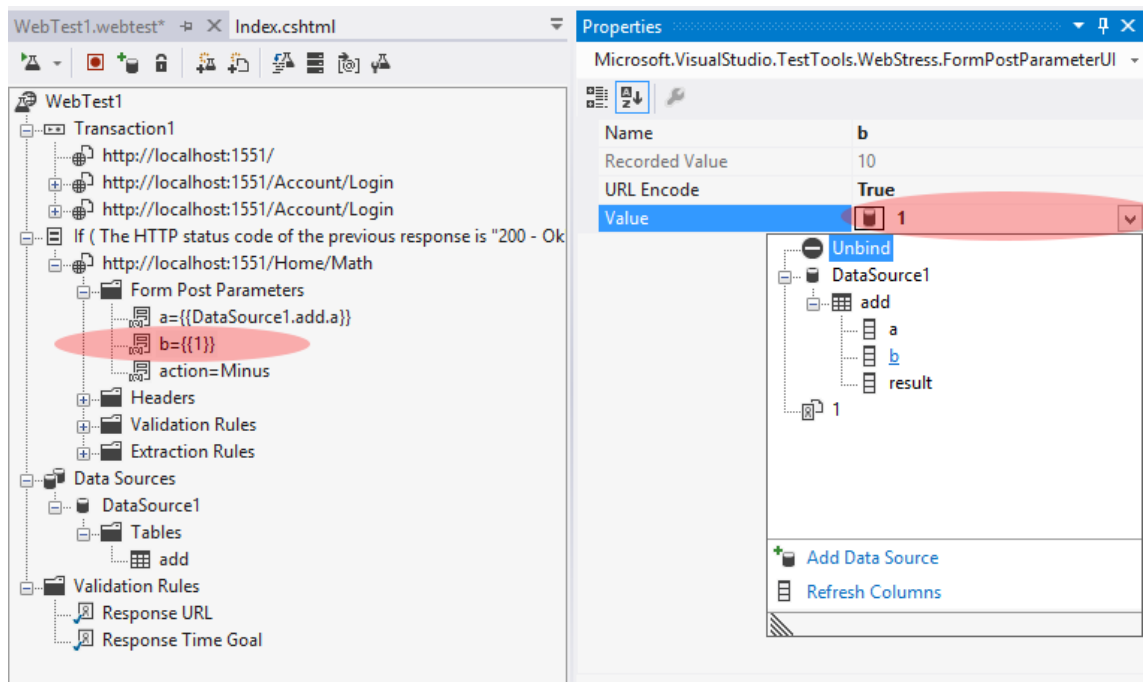 WebTest1.webtest* Index.cshtml
WebTest1
Transaction1
http://localhost:1551/
http://localhost:1551/Account/Login
http://localhost:1551/Account/Login
If ( The HTTP status code of the previous response is "200 - Ok
http://localhost:1551/Home/Math
Form Post Parameters
a={{DataSource1.add.a}}
b={{1}}
action=Minus
Headers
Validation Rules
Extraction Rules
Data Sources
DataSource1
Tables
add
Validation Rules
Response URL
Response Time Goal
Properties
Microsoft.VisualStudio.TestTools.WebStress.FormPostParameterUI
Name b
Recorded Value 10
URL Encode True
Value 1
Unbind
DataSource1
add
a
b
result
1
Add Data Source
Refresh Columns